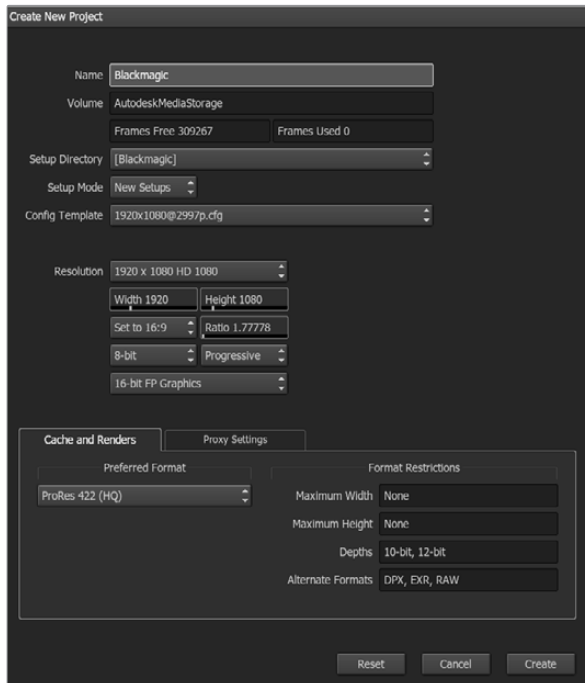 Create New Project
Name Blackmagic
Volume AutodeskMediaStorage
Frames Free 309267 Frames Used 0
Setup Directory [Blackmagic]
Setup Mode New Setups
Config Template 1920x1080@2997p.cfg
Resolution 1920 x 1080 HD 1080
Width 1920 Height 1080
Set to 16:9 Ratio 1.77778
8-bit Progressive
16-bit FP Graphics
Cache and Renders Proxy Settings
Preferred Format Format Restrictions
ProRes 422 (HQ) Maximum Width None
Maximum Height None
Depths 10-bit, 12-bit
Alternate Formats DPX, EXR, RAW
Reset Cancel Create